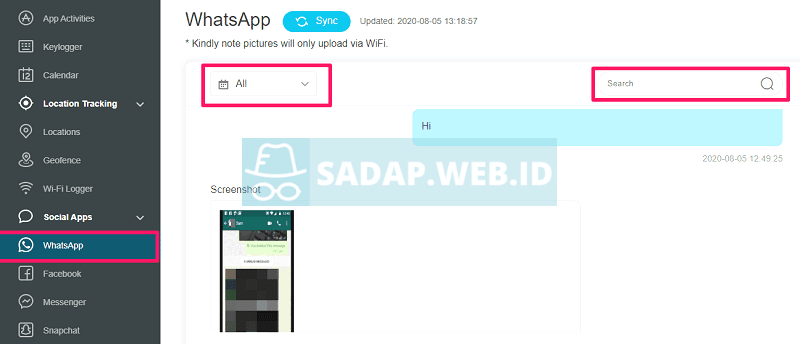 App Activities
Keylogger
Calendar
Location Tracking
Locations
Geofence
Wi-Fi Logger
Social Apps
WhatsApp
Facebook
Messenger
Snapchat
WhatsApp
Sync
Updated: 2020-08-05 13:18:57
* Kindly note pictures will only upload via WiFi.
All
Search
Hi
2020-08-05 12.49.25
SADAP.WEB.ID
Screenshot